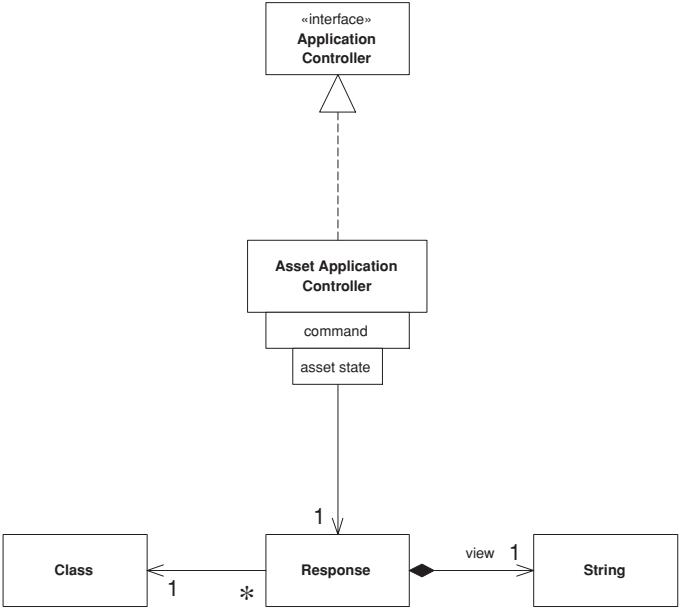 «interface»
Application
Controller
Asset Application
Controller
command
asset state
1
Class
1
*
Response
view
1
String